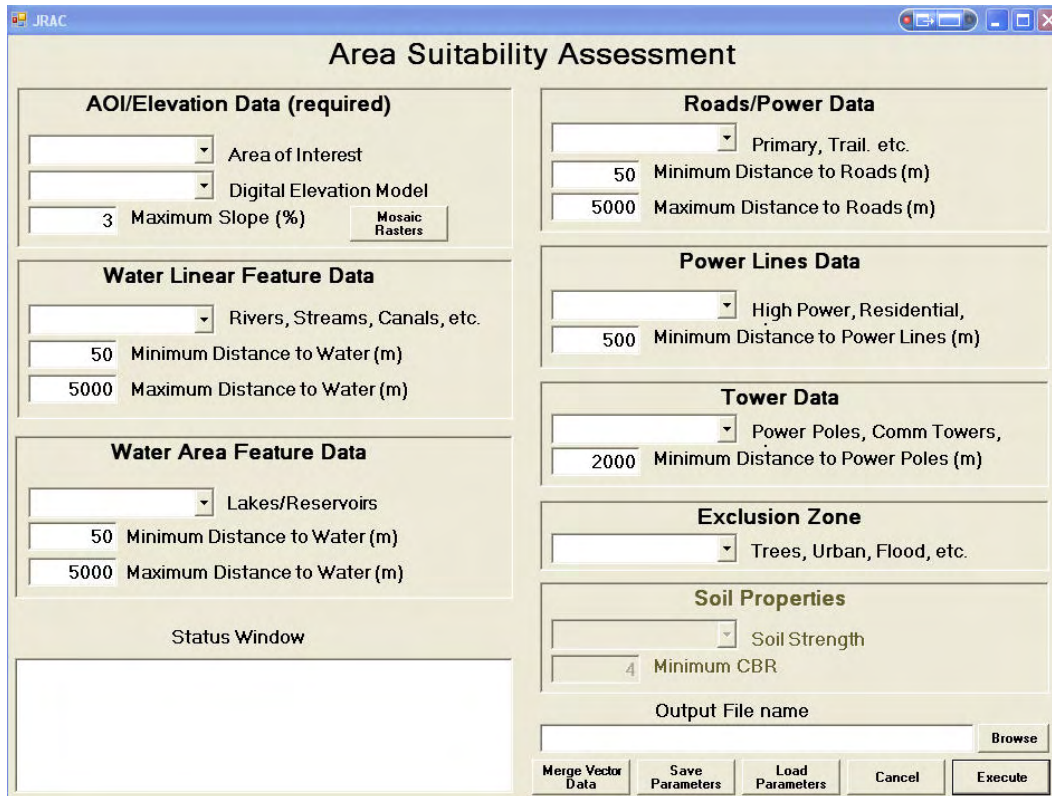 JRAC
Area Suitability Assessment
AOI/Elevation Data (required)
Area of Interest
Digital Elevation Model
3 Maximum Slope (%)
Mosaic
Rasters
Water Linear Feature Data
Rivers, Streams, Canals, etc.
50 Minimum Distance to Water (m)
5000 Maximum Distance to Water (m)
Water Area Feature Data
Lakes/Reservoirs
50 Minimum Distance to Water (m)
5000 Maximum Distance to Water (m)
Status Window
Roads/Power Data
Primary, Trail. etc.
50 Minimum Distance to Roads (m)
5000 Maximum Distance to Roads (m)
Power Lines Data
High Power, Residential,
500 Minimum Distance to Power Lines (m)
Tower Data
Power Poles, Comm Towers,
2000 Minimum Distance to Power Poles (m)
Exclusion Zone
Trees, Urban, Flood, etc.
Soil Properties
Soil Strength
4 Minimum CBR
Output File name
Browse
Merge Vector
Data
Save
Parameters
Load
Parameters
Cancel
Execute